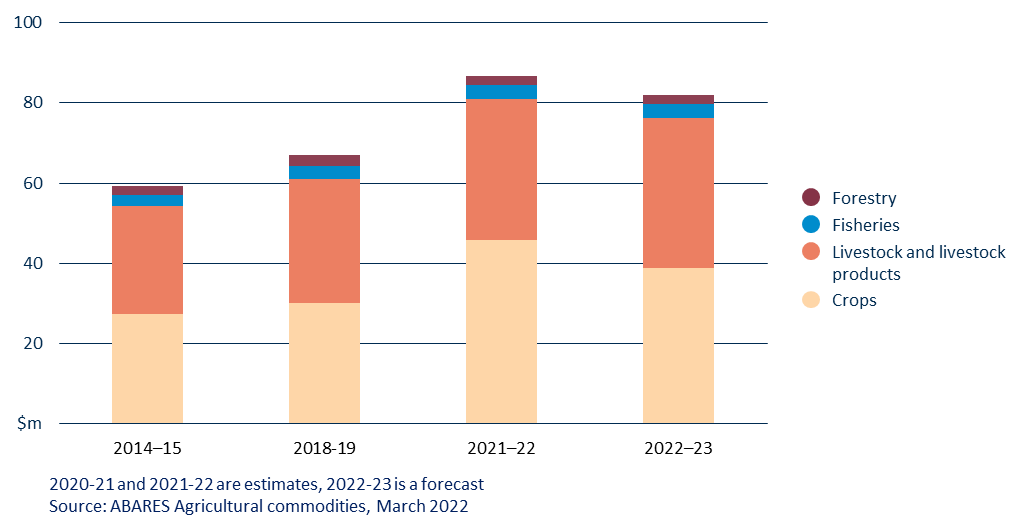 100
80
60
40
20
$m
2014–15
2018-19
2021–22
2022–23
Forestry
Fisheries
Livestock and livestock
products
Crops
2020-21 and 2021-22 are estimates, 2022-23 is a forecast
Source: ABARES Agricultural commodities, March 2022